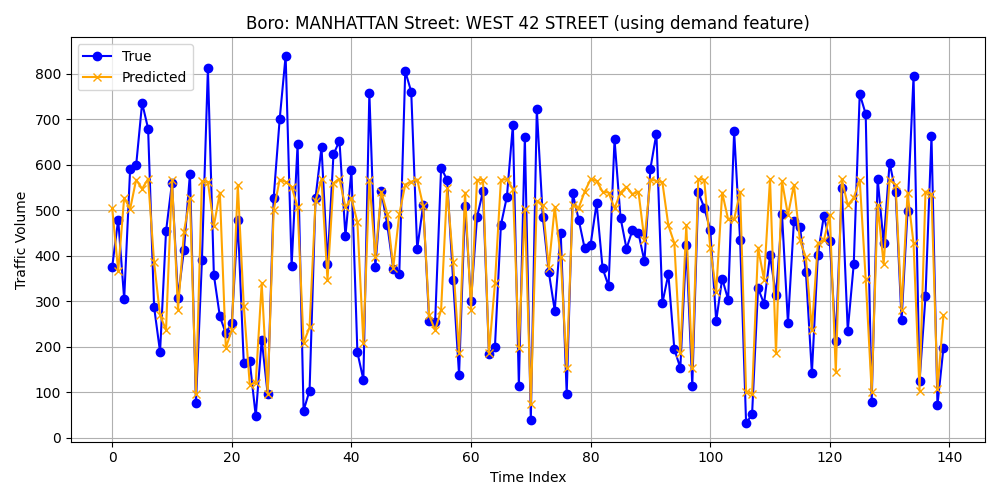 Boro: MANHATTAN Street: WEST 42 STREET (using demand feature)
True
Predicted
Traffic Volume
800
700
600
500
400
300
200
100
0
0 20 40 60 80 100 120 140
Time Index